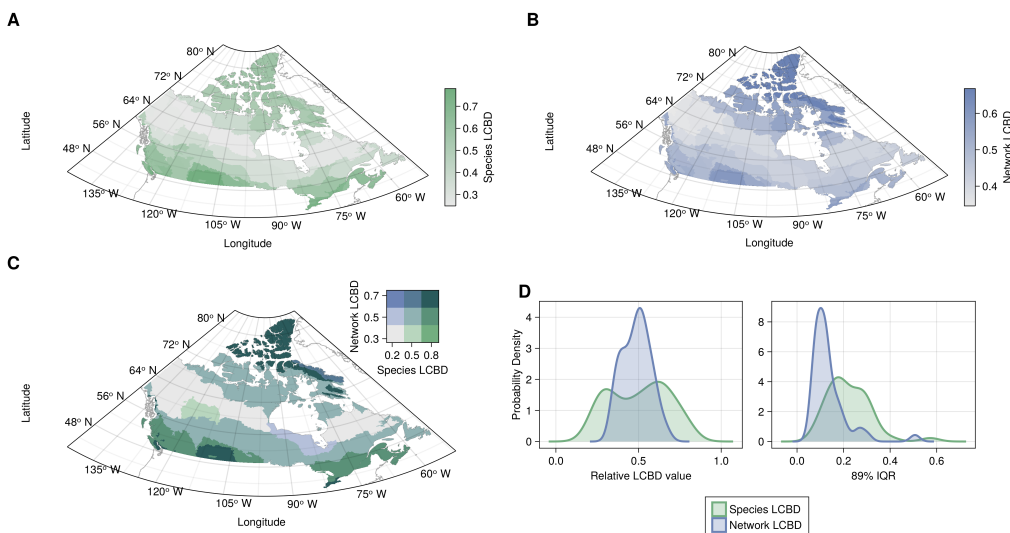 A
80° N
72° N
64° N
56° N
48° N
135° W
120° W
105° W
90° W
75° W
60° W
Latitude
Longitude
0.7
0.6
0.5
0.4
0.3
Species LCBD
B
80° N
72° N
64° N
56° N
48° N
135° W
120° W
105° W
90° W
75° W
60° W
Latitude
Longitude
0.6
0.5
0.4
Network LCBD
C
80° N
72° N
64° N
56° N
48° N
135° W
120° W
105° W
90° W
75° W
60° W
Latitude
Longitude
Network LCBD
0.7
0.5
0.3
0.2 0.5 0.8
Species LCBD
D
Probability Density
4
3
2
1
0
0.0 0.5 1.0
Relative LCBD value
8
6
4
2
0
0.0 0.2 0.4 0.6
89% IQR
Species LCBD
Network LCBD